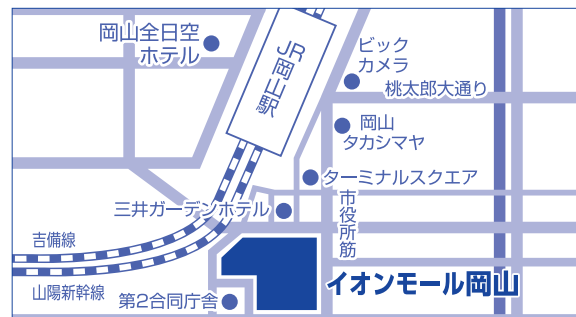 岡山全日空
ホテル
JR岡山駅
ビック
カメラ
桃太郎大通り
岡山
タカシマヤ
ターミナルスクエア
三井ガーデンホテル
市役所筋
吉備線
山陽新幹線
第2合同庁舎
イオンモール岡山